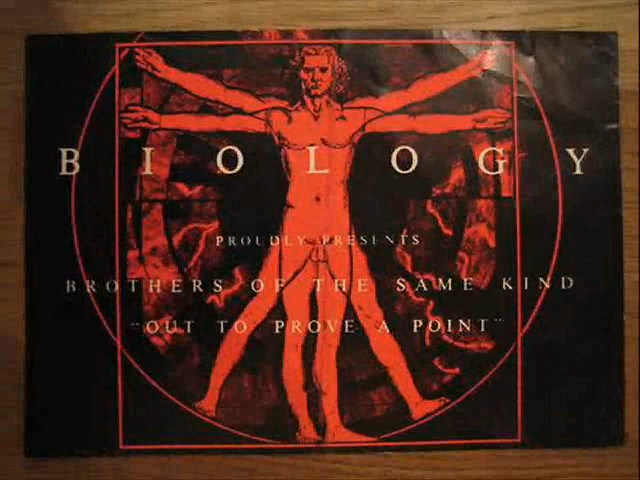 BIOLOGY
PROUDLY PRESENTS
BROTHERS OF THE SAME KIND
"OUT TO PROVE A POINT"